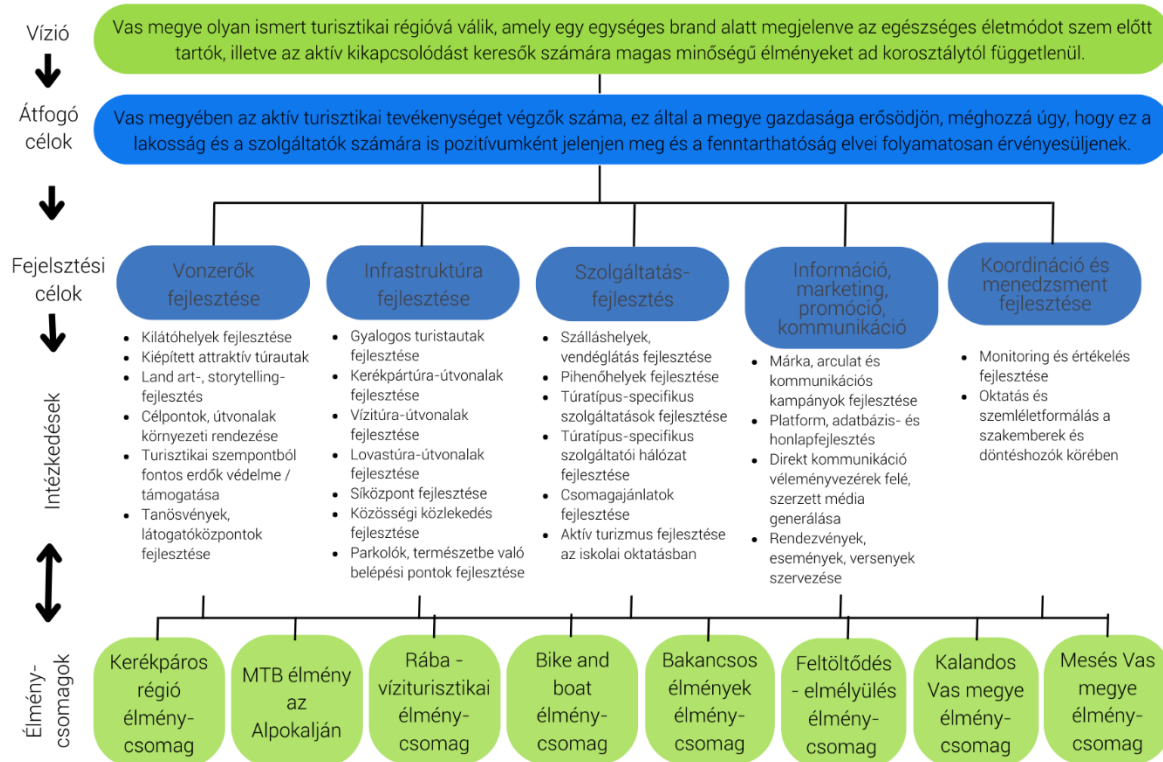 Vízió
Vas megye olyan ismert turisztikai régióvá válik, amely egy egységes brand alatt megjelenve az egészséges életmódot szem előtt
tartók, illetve az aktív kikapcsolódást keresők számára magas minőségű élményeket ad korosztálytól függetlenül.
Átfogó
célok
Vas megyében az aktív turisztikai tevékenységet végzők száma, ez által a megye gazdasága erősödjön, méghozzá úgy, hogy ez a
lakosság és a szolgáltatók számára is pozitívumként jelenjen meg és a fenntarthatóság elvei folyamatosan érvényesüljenek.
Fejelsztési
célok
Vonzerők
fejlesztése
Infrastruktúra
fejlesztése
Szolgáltatás-
fejlesztés
Információ,
marketing,
promóció,
kommunikáció
Koordináció és
menedzsment
fejlesztése
Intézkedések
• Kilátóhelyek fejlesztése
• Kiépített attraktív túrautak
• Land art-, storytelling-
fejlesztés
• Célpontok, útvonalak
környezeti rendezése
• Turisztikai szempontból
fontos erdők védelme /
támogatása
• Tanösvények,
látogatóközpontok
fejlesztése
• Gyalogos turistautak
fejlesztése
• Kerékpártúra-útvonalak
fejlesztése
• Vízitúra-útvonalak
fejlesztése
• Lovastúra-útvonalak
fejlesztése
• Síközpont fejlesztése
• Közösségi közlekedés
fejlesztése
• Parkolók, természetbe való
belépési pontok fejlesztése
• Szálláshelyek,
vendéglátás fejlesztése
• Pihenőhelyek fejlesztése
• Túratípus-specifikus
szolgáltatások fejlesztése
• Túratípus-specifikus
szolgáltatói hálózat
fejlesztése
• Csomagajánlatok
fejlesztése
• Aktív turizmus fejlesztése
az iskolai oktatásban
• Márka, arculat és
kommunikációs
kampányok fejlesztése
• Platform, adatbázis- és
honlapfejlesztés
• Direkt kommunikáció
véleményvezérek felé,
szerzett média
generálása
• Rendezvények,
események, versenyek
szervezése
• Monitoring és értékelés
fejlesztése
• Oktatás és
szemléletformálás a
szakemberek és
döntéshozók körében
Élmény-
csomagok
Kerékpáros
régió
élmény-
csomag
MTB élmény
az
Alpokalján
Rába -
víziturisztikai
élmény-
csomag
Bike and
boat
élmény-
csomag
Bakancsos
élmények
élmény-
csomag
Feltöltődés
- elmélyülés
élmény-
csomag
Kalandos
Vas megye
élmény-
csomag
Mesés Vas
megye
élmény-
csomag